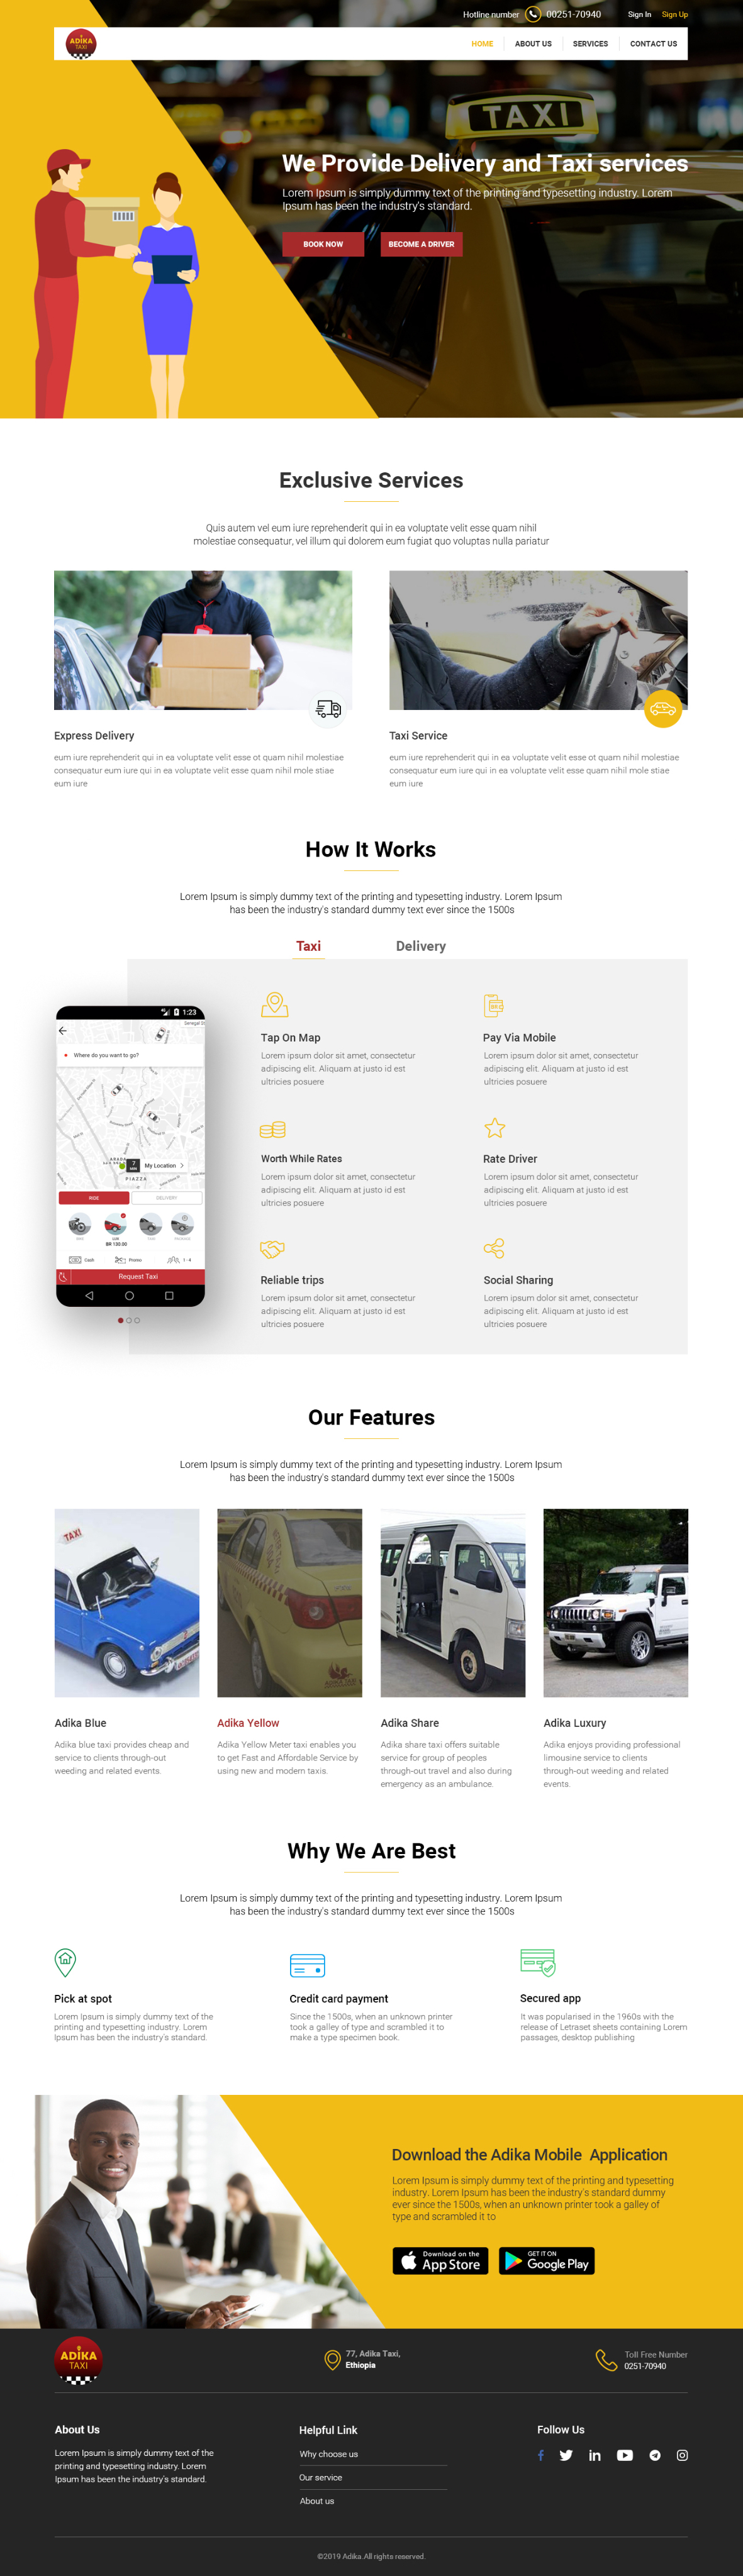 Hotline number 00251-70940 Sign In Sign Up
ADIKA
TAXI
HOME ABOUT US SERVICES CONTACT US
TAXI
We Provide Delivery and Taxi services
Lorem Ipsum is simply dummy text of the printing and typesetting industry. Lorem
Ipsum has been the industry's standard.
BOOK NOW BECOME A DRIVER
Exclusive Services
Quis autem vel eum iure reprehenderit qui in ea voluptate velit esse quam nihil
molestiae consequatur, vel illum qui dolorem eum fugiat quo voluptas nulla pariatur
Express Delivery
eum iure reprehenderit qui in ea voluptate velit esse ot quam nihil molestiae
consequatur eum iure qui in ea voluptate velit esse quam nihil mole stiae
eum iure
Taxi Service
eum iure reprehenderit qui in ea voluptate velit esse ot quam nihil molestiae
consequatur eum iure qui in ea voluptate velit esse quam nihil mole stiae
eum iure
How It Works
Lorem Ipsum is simply dummy text of the printing and typesetting industry. Lorem Ipsum
has been the industry's standard dummy text ever since the 1500s
Taxi Delivery
1:23
Senegal St
Where do you want to go?
My Location
PIAZZA
RIDE DELIVERY
BR 130.00
Cash Promo 1-4
Request Taxi
Tap On Map
Lorem ipsum dolor sit amet, consectetur
adipiscing elit. Aliquam at justo id est
ultricies posuere
Pay Via Mobile
Lorem ipsum dolor sit amet, consectetur
adipiscing elit. Aliquam at justo id est
ultricies posuere
Worth While Rates
Lorem ipsum dolor sit amet, consectetur
adipiscing elit. Aliquam at justo id est
ultricies posuere
Rate Driver
Lorem ipsum dolor sit amet, consectetur
adipiscing elit. Aliquam at justo id est
ultricies posuere
Reliable trips
Lorem ipsum dolor sit amet, consectetur
adipiscing elit. Aliquam at justo id est
ultricies posuere
Social Sharing
Lorem ipsum dolor sit amet, consectetur
adipiscing elit. Aliquam at justo id est
ultricies posuere
Our Features
Lorem Ipsum is simply dummy text of the printing and typesetting industry. Lorem Ipsum
has been the industry's standard dummy text ever since the 1500s
TAXI
ADIKA TAXI
Adika Blue
Adika blue taxi provides cheap and
service to clients through-out
weeding and related events.
Adika Yellow
Adika Yellow Meter taxi enables you
to get Fast and Affordable Service by
using new and modern taxis.
Adika Share
Adika share taxi offers suitable
service for group of peoples
through-out travel and also during
emergency as an ambulance.
Adika Luxury
Adika enjoys providing professional
limousine service to clients
through-out weeding and related
events.
Why We Are Best
Lorem Ipsum is simply dummy text of the printing and typesetting industry. Lorem Ipsum
has been the industry's standard dummy text ever since the 1500s
Pick at spot
Lorem Ipsum is simply dummy text of the
printing and typesetting industry. Lorem
Ipsum has been the industry's standard.
Credit card payment
Since the 1500s, when an unknown printer
took a galley of type and scrambled it to
make a type specimen book.
Secured app
It was popularised in the 1960s with the
release of Letraset sheets containing Lorem
passages, desktop publishing
Download the Adika Mobile Application
Lorem Ipsum is simply dummy text of the printing and typesetting
industry. Lorem Ipsum has been the industry's standard dummy
ever since the 1500s, when an unknown printer took a galley of
type and scrambled it to
Download on the
App Store
GET IT ON
Google Play
ADIKA
TAXI
77, Adika Taxi,
Ethiopia
Toll Free Number
0251-70940
About Us
Lorem Ipsum is simply dummy text of the
printing and typesetting industry. Lorem
Ipsum has been the industry's standard.
Helpful Link
Why choose us
Our service
About us
Follow Us
©2019 Adika.All rights reserved.